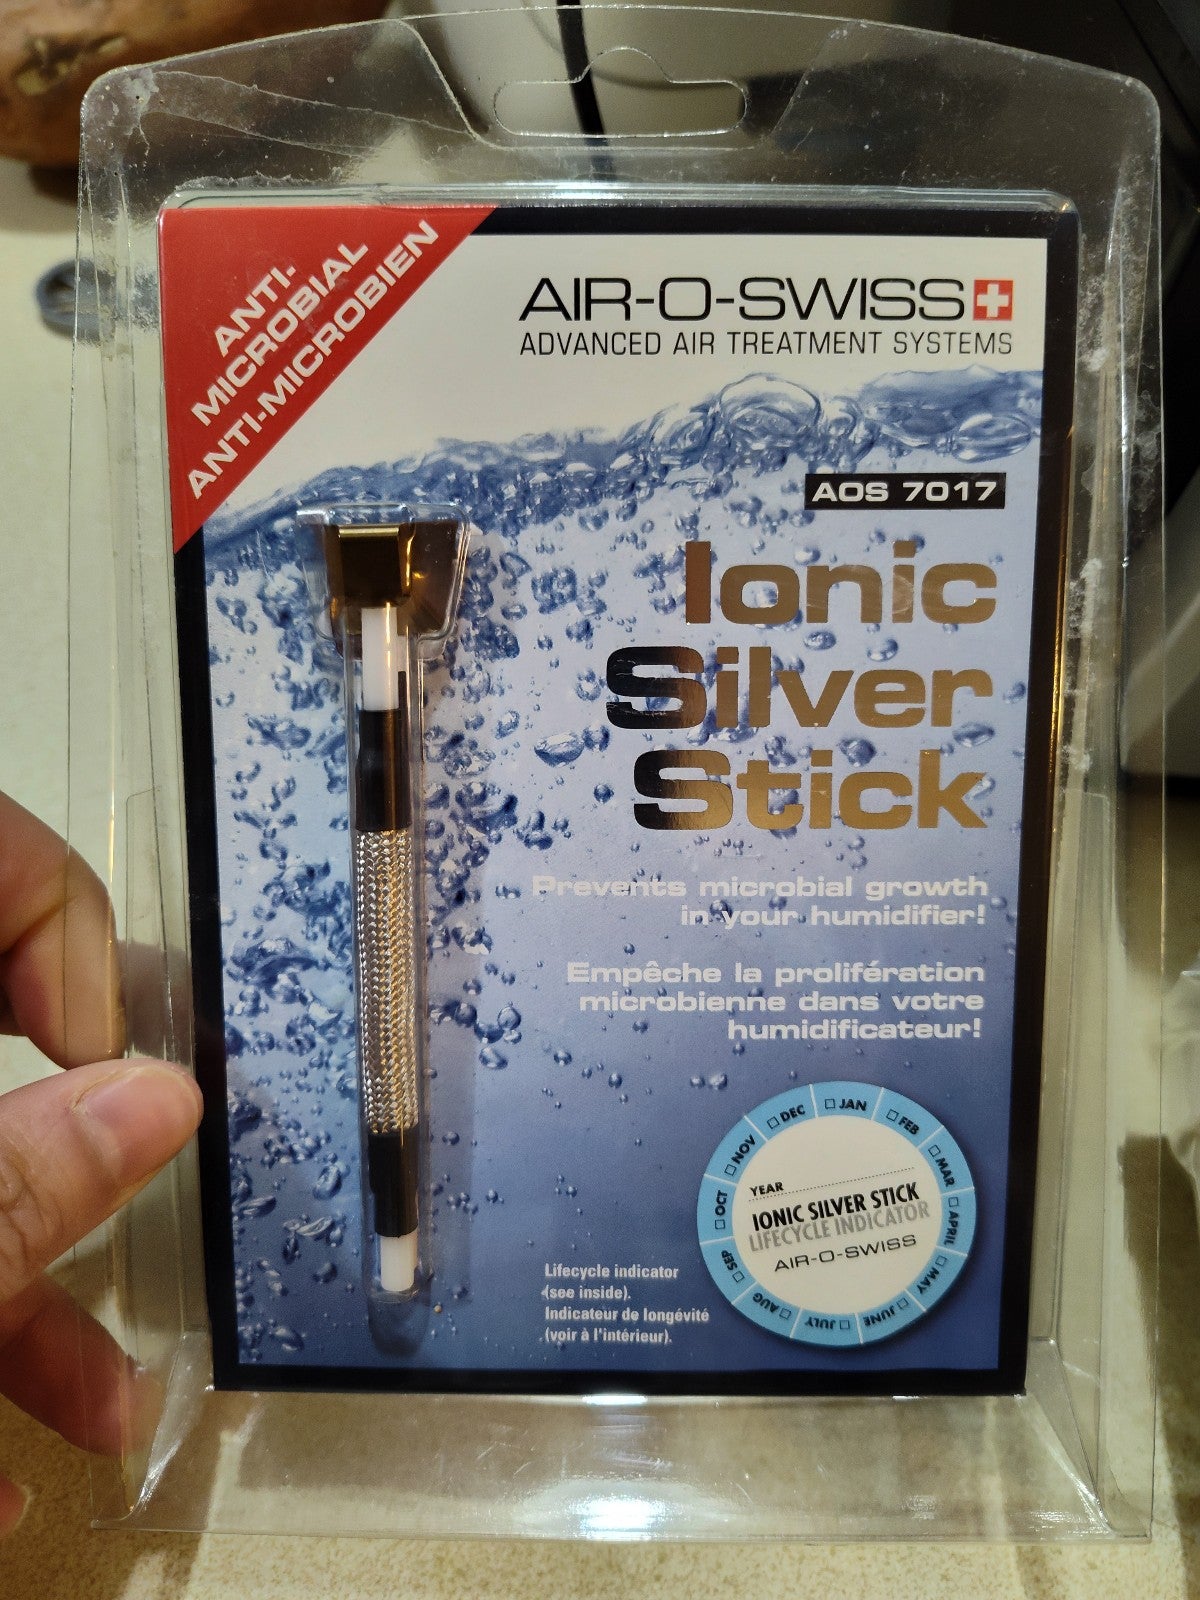 ANTI-
MICROBIAL
ANTI-MICROBIEN
AIR-O-SWISS
ADVANCED AIR TREATMENT SYSTEMS
AOS 7017
Ionic
Silver
Stick
Prevents microbial growth
in your humidifier!
Empêche la prolifération
microbienne dans votre
humidificateur!
Lifecycle indicator
(see inside).
Indicateur de longévité
(voir à l'intérieur).
JAN
FEB
MAR
APRIL
MAY
JUNE
JULY
AUG
SEP
OCT
NOV
DEC
YEAR
IONIC SILVER STICK
LIFECYCLE INDICATOR
AIR-O-SWISS